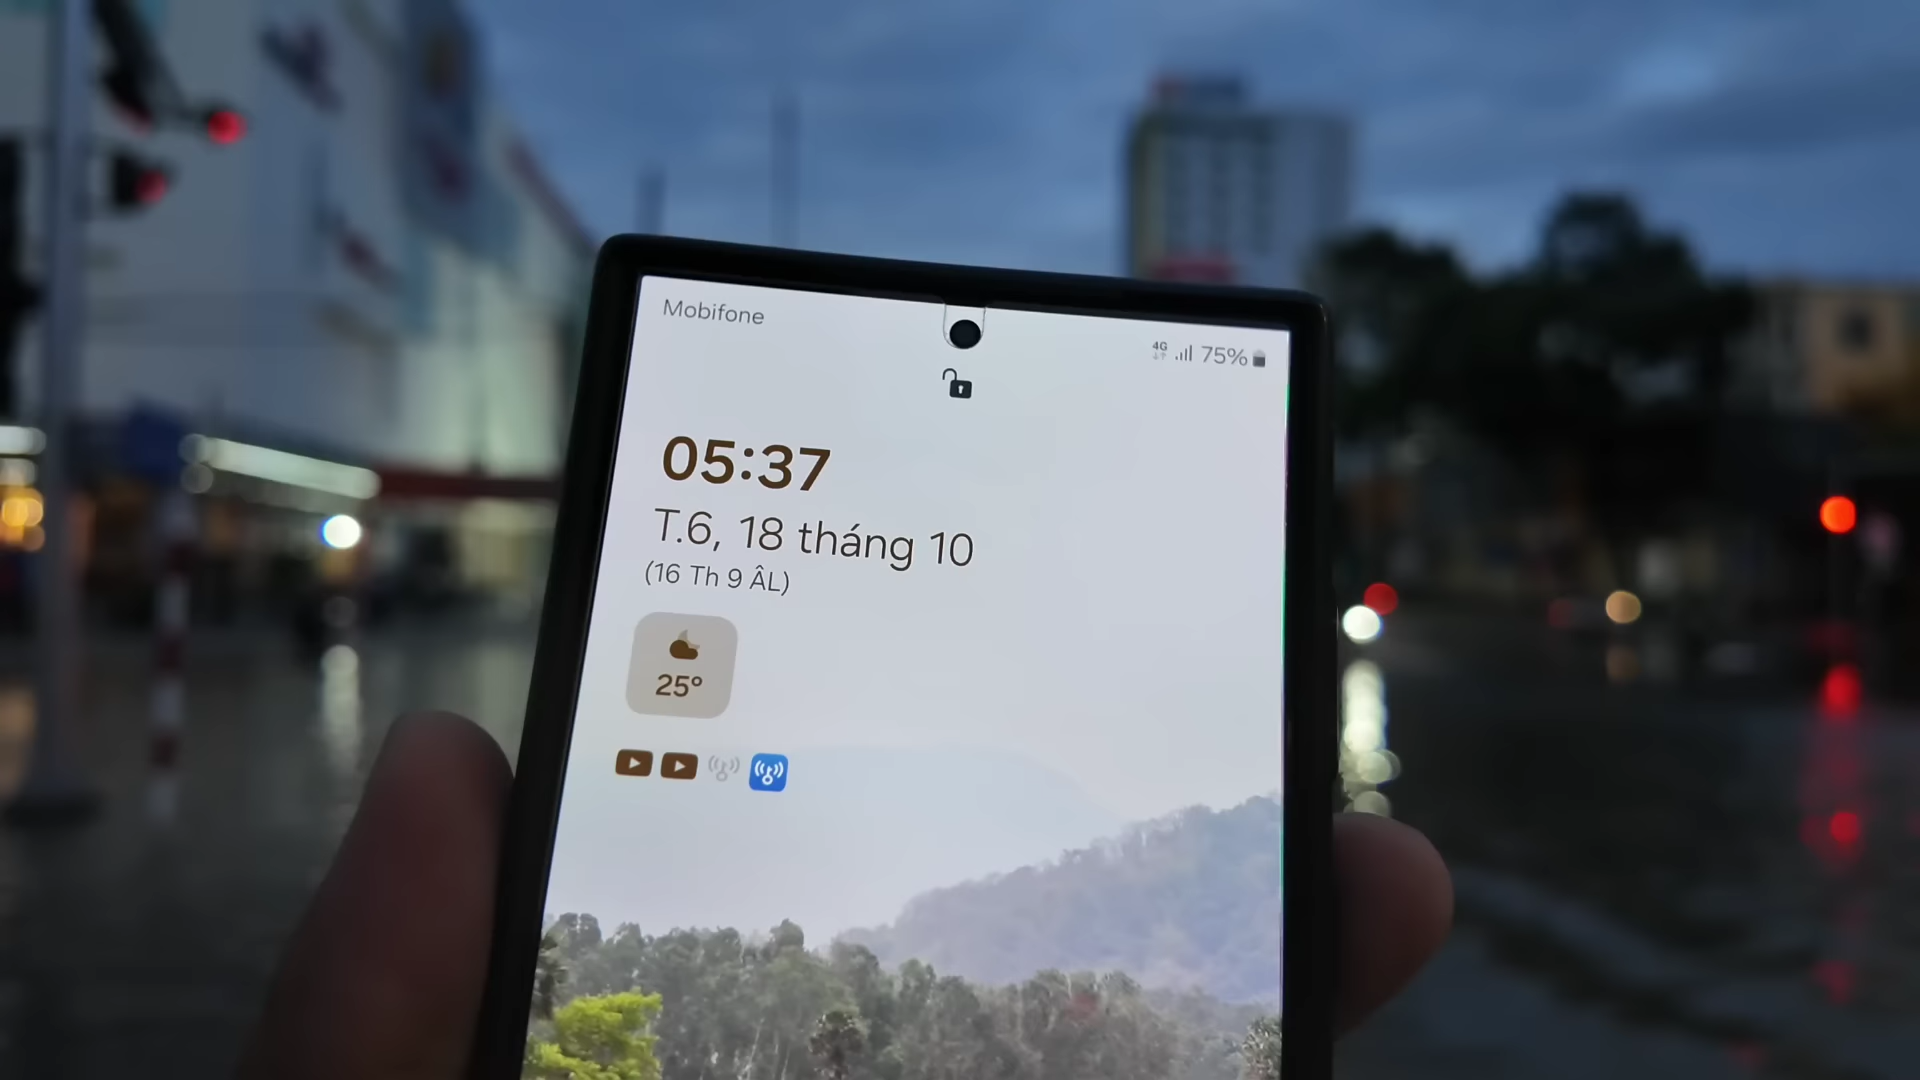 Mobifone
4G 75%
05:37
T.6, 18 tháng 10
(16 Th 9 ÂL)
25°